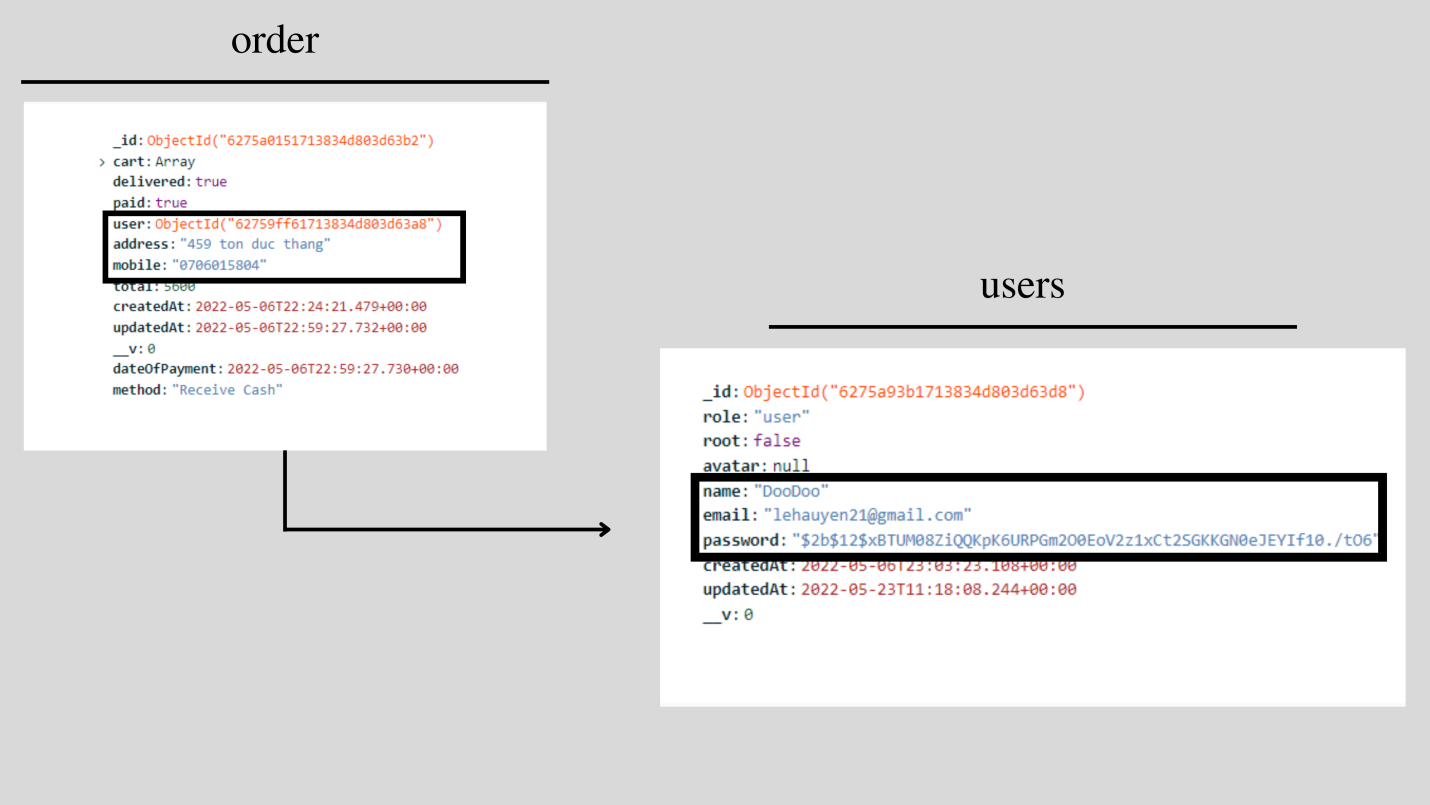 order
_id: ObjectId("6275a0151713834d803d63b2")
> cart: Array
delivered: true
paid: true
user: ObjectId("62759ff61713834d803d63a8")
address: "459 ton duc thang"
mobile: "0706015804"
total: 5600
createdAt: 2022-05-06T22:24:21.479+00:00
updatedAt: 2022-05-06T22:59:27.732+00:00
__v: 0
dateOfPayment: 2022-05-06T22:59:27.730+00:00
method: "Receive Cash"
users
_id: ObjectId("6275a93b1713834d803d63d8")
role: "user"
root: false
avatar: null
name: "DooDoo"
email: "lehauyen21@gmail.com"
password: "$2b$12$xBTUM08ZiQQKpK6URPGm2O0EoV2z1xCt2SGKKGN0eJEYIf10./tO6"
createdAt: 2022-05-06T23:03:23.108+00:00
updatedAt: 2022-05-23T11:18:08.244+00:00
__v: 0